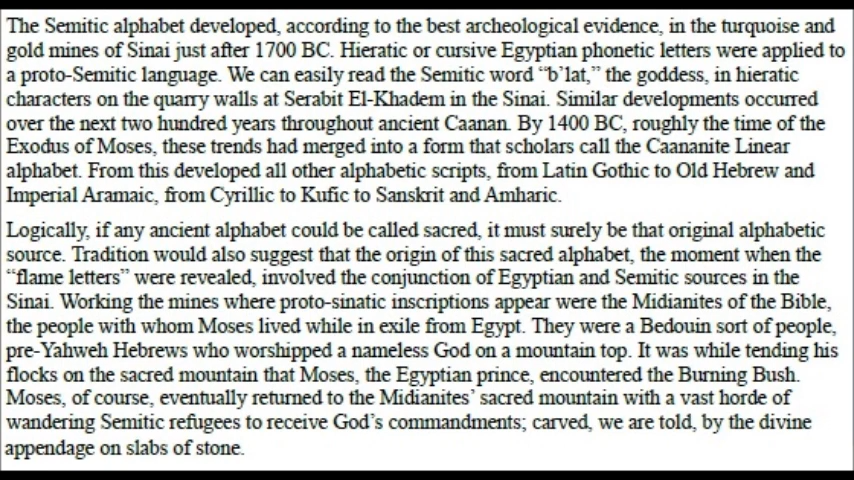 The Semitic alphabet developed, according to the best archeological evidence, in the turquoise and
gold mines of Sinai just after 1700 BC. Hieratic or cursive Egyptian phonetic letters were applied to
a proto-Semitic language. We can easily read the Semitic word “b’lat,” the goddess, in hieratic
characters on the quarry walls at Serabit El-Khadem in the Sinai. Similar developments occurred
over the next two hundred years throughout ancient Caanan. By 1400 BC, roughly the time of the
Exodus of Moses, these trends had merged into a form that scholars call the Caananite Linear
alphabet. From this developed all other alphabetic scripts, from Latin Gothic to Old Hebrew and
Imperial Aramaic, from Cyrillic to Kufic to Sanskrit and Amharic.
Logically, if any ancient alphabet could be called sacred, it must surely be that original alphabetic
source. Tradition would also suggest that the origin of this sacred alphabet, the moment when the
“flame letters” were revealed, involved the conjunction of Egyptian and Semitic sources in the
Sinai. Working the mines where proto-sinatic inscriptions appear were the Midianites of the Bible,
the people with whom Moses lived while in exile from Egypt. They were a Bedouin sort of people,
pre-Yahweh Hebrews who worshipped a nameless God on a mountain top. It was while tending his
flocks on the sacred mountain that Moses, the Egyptian prince, encountered the Burning Bush.
Moses, of course, eventually returned to the Midianites’ sacred mountain with a vast horde of
wandering Semitic refugees to receive God’s commandments; carved, we are told, by the divine
appendage on slabs of stone.